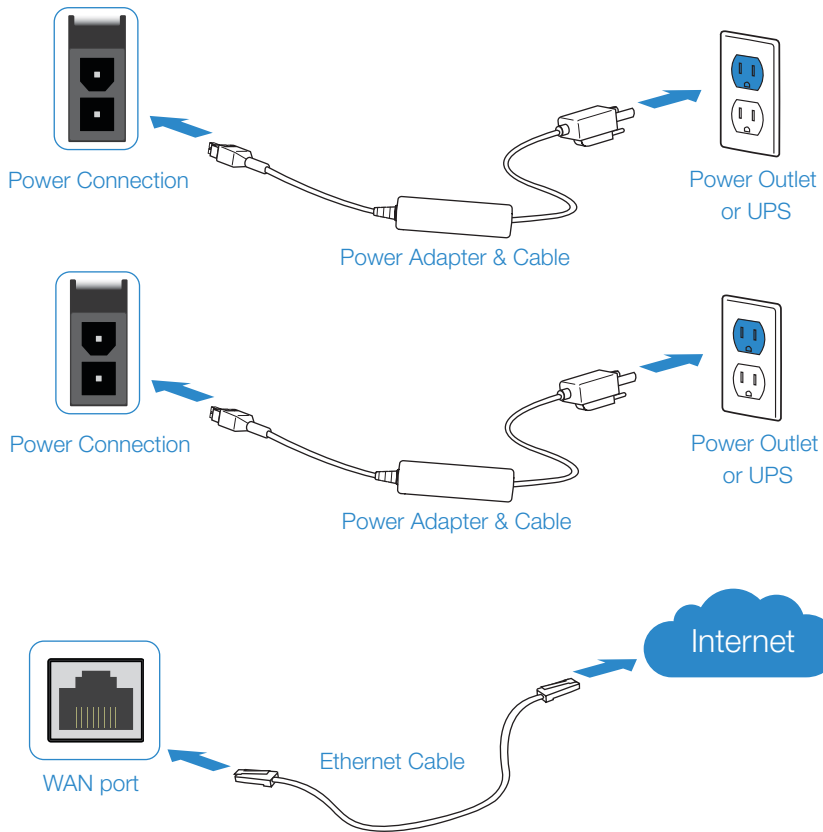 Power Connection
Power Outlet
or UPS
Power Adapter & Cable
Power Connection
Power Outlet
or UPS
Power Adapter & Cable
Internet
Ethernet Cable
WAN port